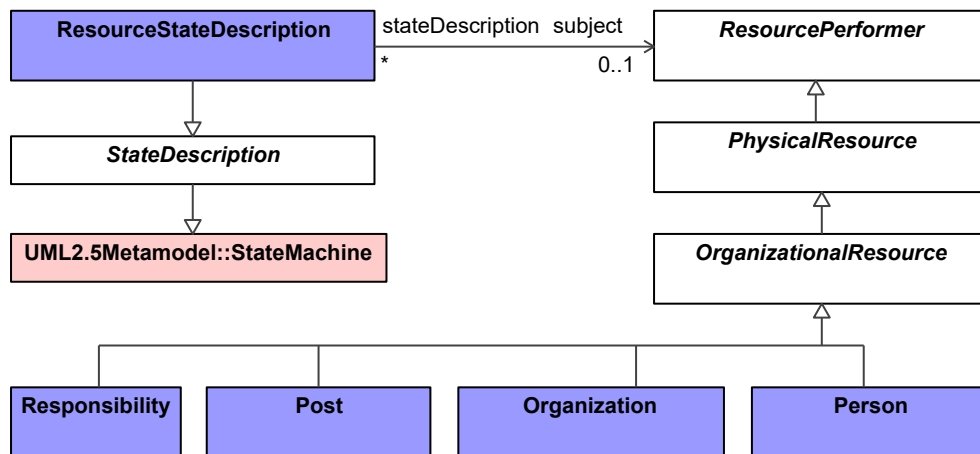 ResourceStateDescription
stateDescription subject
ResourcePerformer
*
0..1
StateDescription
PhysicalResource
UML2.5Metamodel::StateMachine
OrganizationalResource
Responsibility
Post
Organization
Person